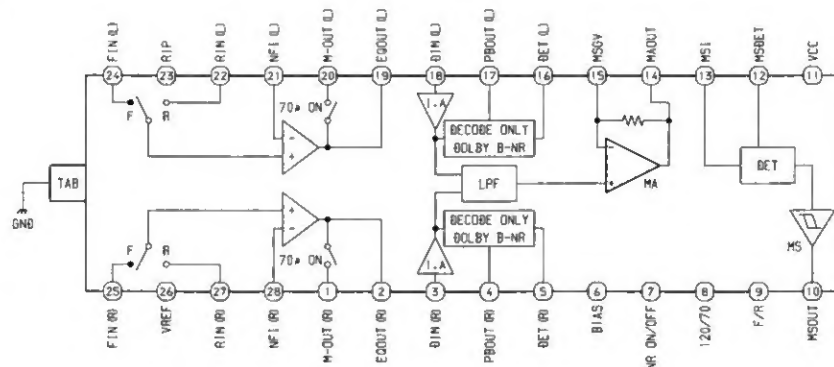 FIN(L)
RIP
RIN(L)
NFI(L)
M-OUT(L)
EQOUT(L)
DIN(L)
PBOUT(L)
DET(L)
MSGV
MAOUT
MSI
MSDET
VCC
24
23
22
21
20
19
18
17
16
15
14
13
12
11
F
R
70μ ON
-
+
I.A
DECODE ONLY
DOLBY B-NR
-
+
MA
DET
LPF
TAB
GND
F
R
+
-
70μ ON
DECODE ONLY
DOLBY B-NR
I.A
MS
25
26
27
28
1
2
3
4
5
6
7
8
9
10
FIN(R)
VREF
RIN(R)
NFI(R)
M-OUT(R)
EQOUT(R)
DIN(R)
PBOUT(R)
DET(R)
BIAS
NR ON/OFF
120/70
F/R
MSOUT